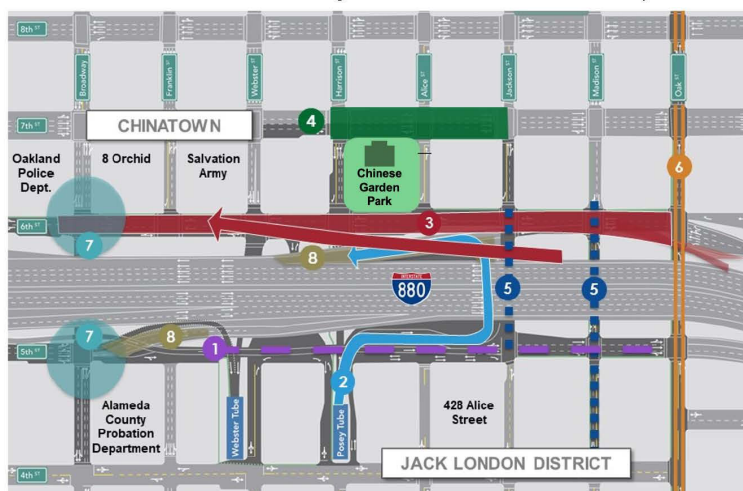 8th ST
Broadway
Franklin ST
Webster ST
Harrison ST
Alice ST
Jackson ST
Madison ST
Oak ST
7th ST
CHINATOWN
4
Oakland
Police
Dept.
8 Orchid
Salvation
Army
Chinese
Garden
Park
6
6th ST
7
3
8
INTERSTATE
880
5
5
7
8
5th ST
1
2
Alameda
County
Probation
Department
Webster Tube
Posey Tube
428 Alice
Street
JACK LONDON DISTRICT
4th ST